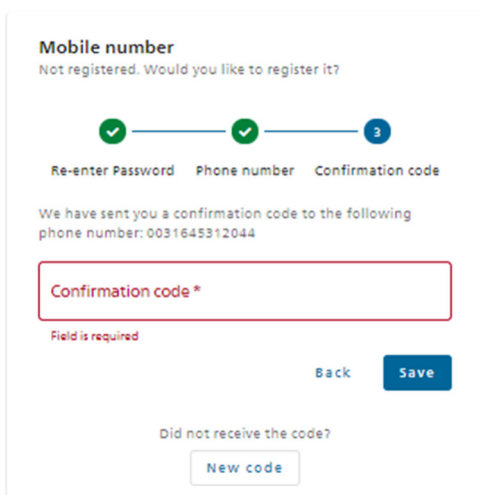 Mobile number
Not registered. Would you like to register it?
3
Re-enter Password Phone number Confirmation code
We have sent you a confirmation code to the following
phone number: 0031645312044
Confirmation code *
Field is required
Back Save
Did not receive the code?
New code